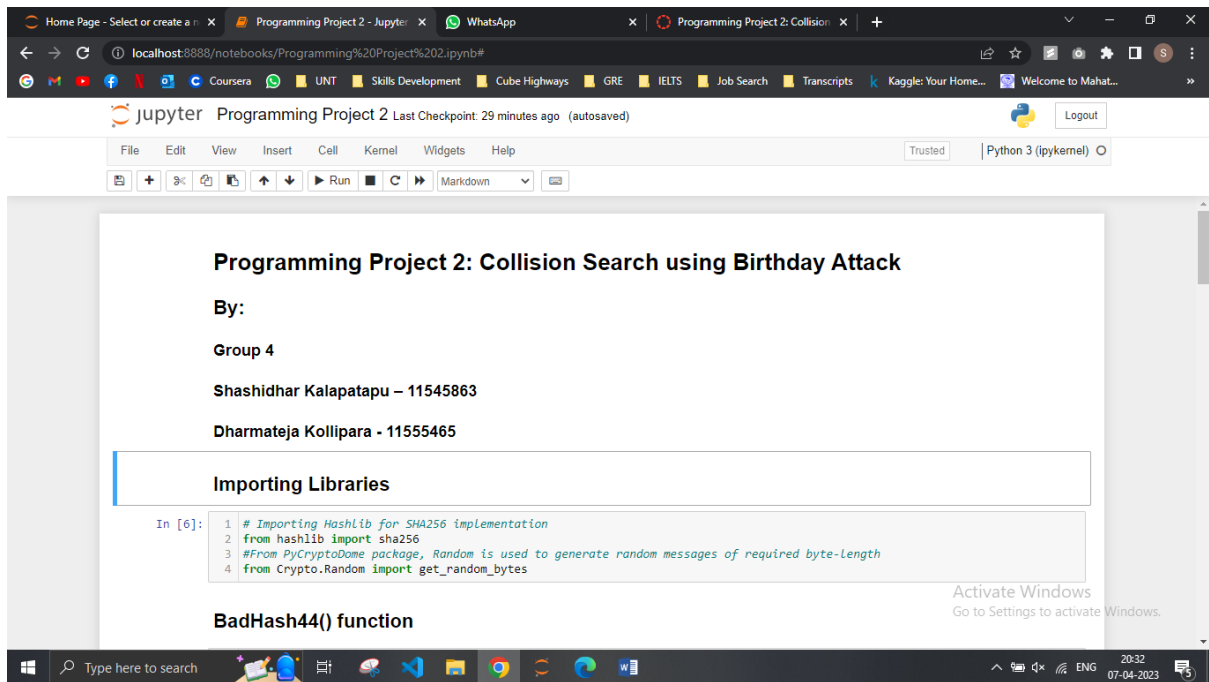 Home Page - Select or create a n
Programming Project 2 - Jupyter
WhatsApp
Programming Project 2: Collision
localhost:8888/notebooks/Programming%20Project%202.ipynb#
S
Coursera
UNT
Skills Development
Cube Highways
GRE
IELTS
Job Search
Transcripts
Kaggle: Your Home...
Welcome to Mahat...
»
jupyter Programming Project 2 Last Checkpoint: 29 minutes ago (autosaved)
Logout
File Edit View Insert Cell Kernel Widgets Help
Trusted
Python 3 (ipykernel)
Run
Markdown
Programming Project 2: Collision Search using Birthday Attack
By:
Group 4
Shashidhar Kalapatapu – 11545863
Dharmateja Kollipara - 11555465
Importing Libraries
In [6]:
1 # Importing Hashlib for SHA256 implementation
2 from hashlib import sha256
3 #From PyCryptoDome package, Random is used to generate random messages of required byte-length
4 from Crypto.Random import get_random_bytes
BadHash44() function
Activate Windows
Go to Settings to activate Windows.
Type here to search
ENG
20:32
07-04-2023
5